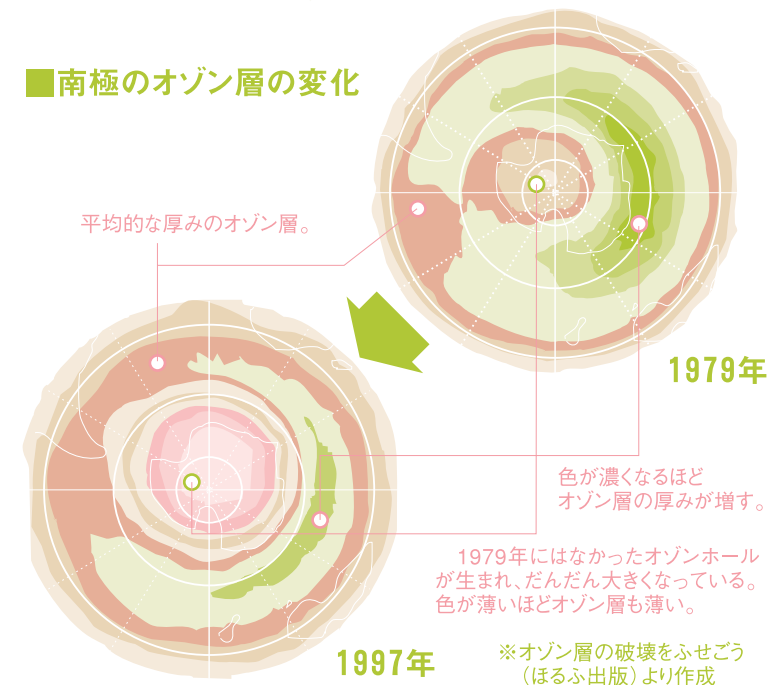 ■南極のオゾン層の変化
平均的な厚みのオゾン層。
1979年
色が濃くなるほど
オゾン層の厚みが増す。
1979年にはなかったオゾンホール
が生まれ、だんだん大きくなっている。
色が薄いほどオゾン層も薄い。
1997年
※オゾン層の破壊をふせごう
（ほるぷ出版）より作成